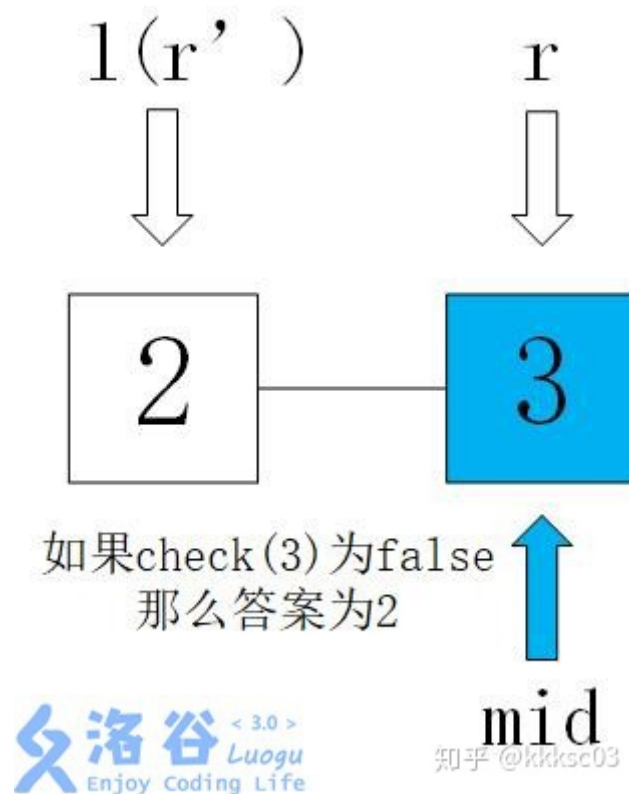 l(r’)
r
2
3
如果check(3)为false
那么答案为2
mid
洛谷 < 3.0 >
Luogu
Enjoy Coding Life
知乎 @kkksc03